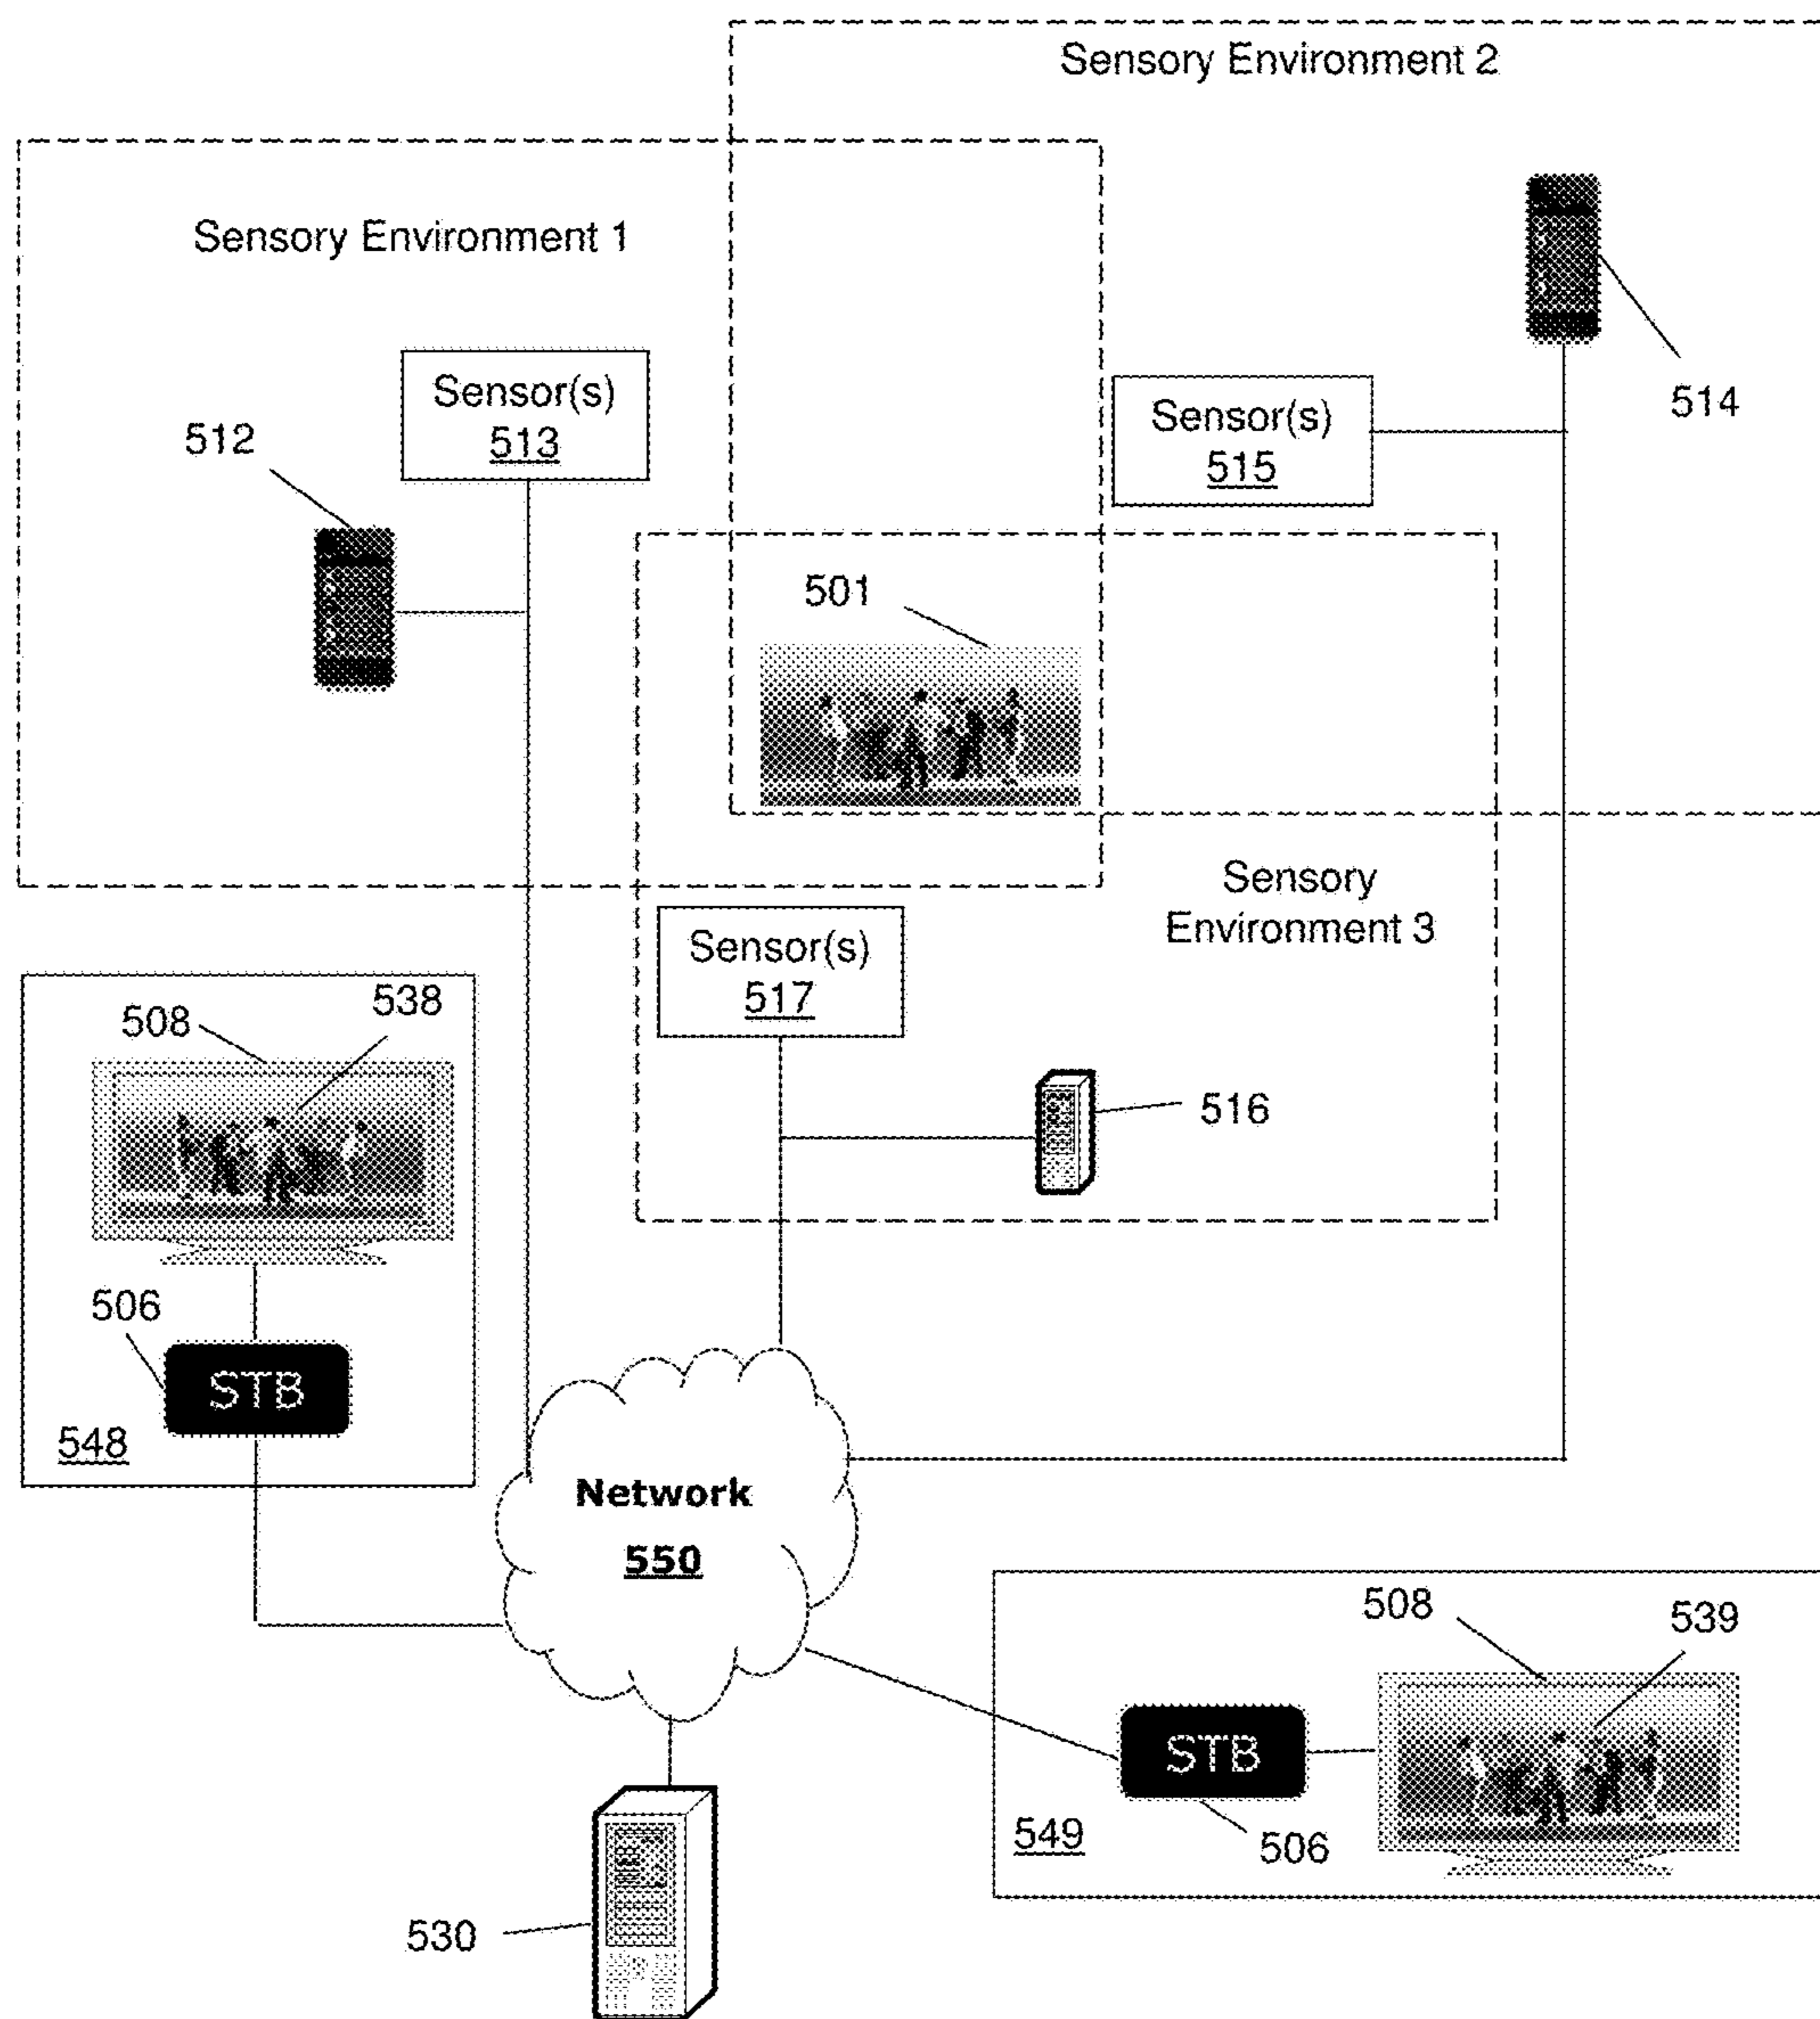 Sensory Environment 2
Sensory Environment 1
514
Sensor(s)
513
512
Sensor(s)
515
501
Sensory
Environment 3
Sensor(s)
517
516
538
508
506
STB
548
Network
550
508
539
STB
549
506
530